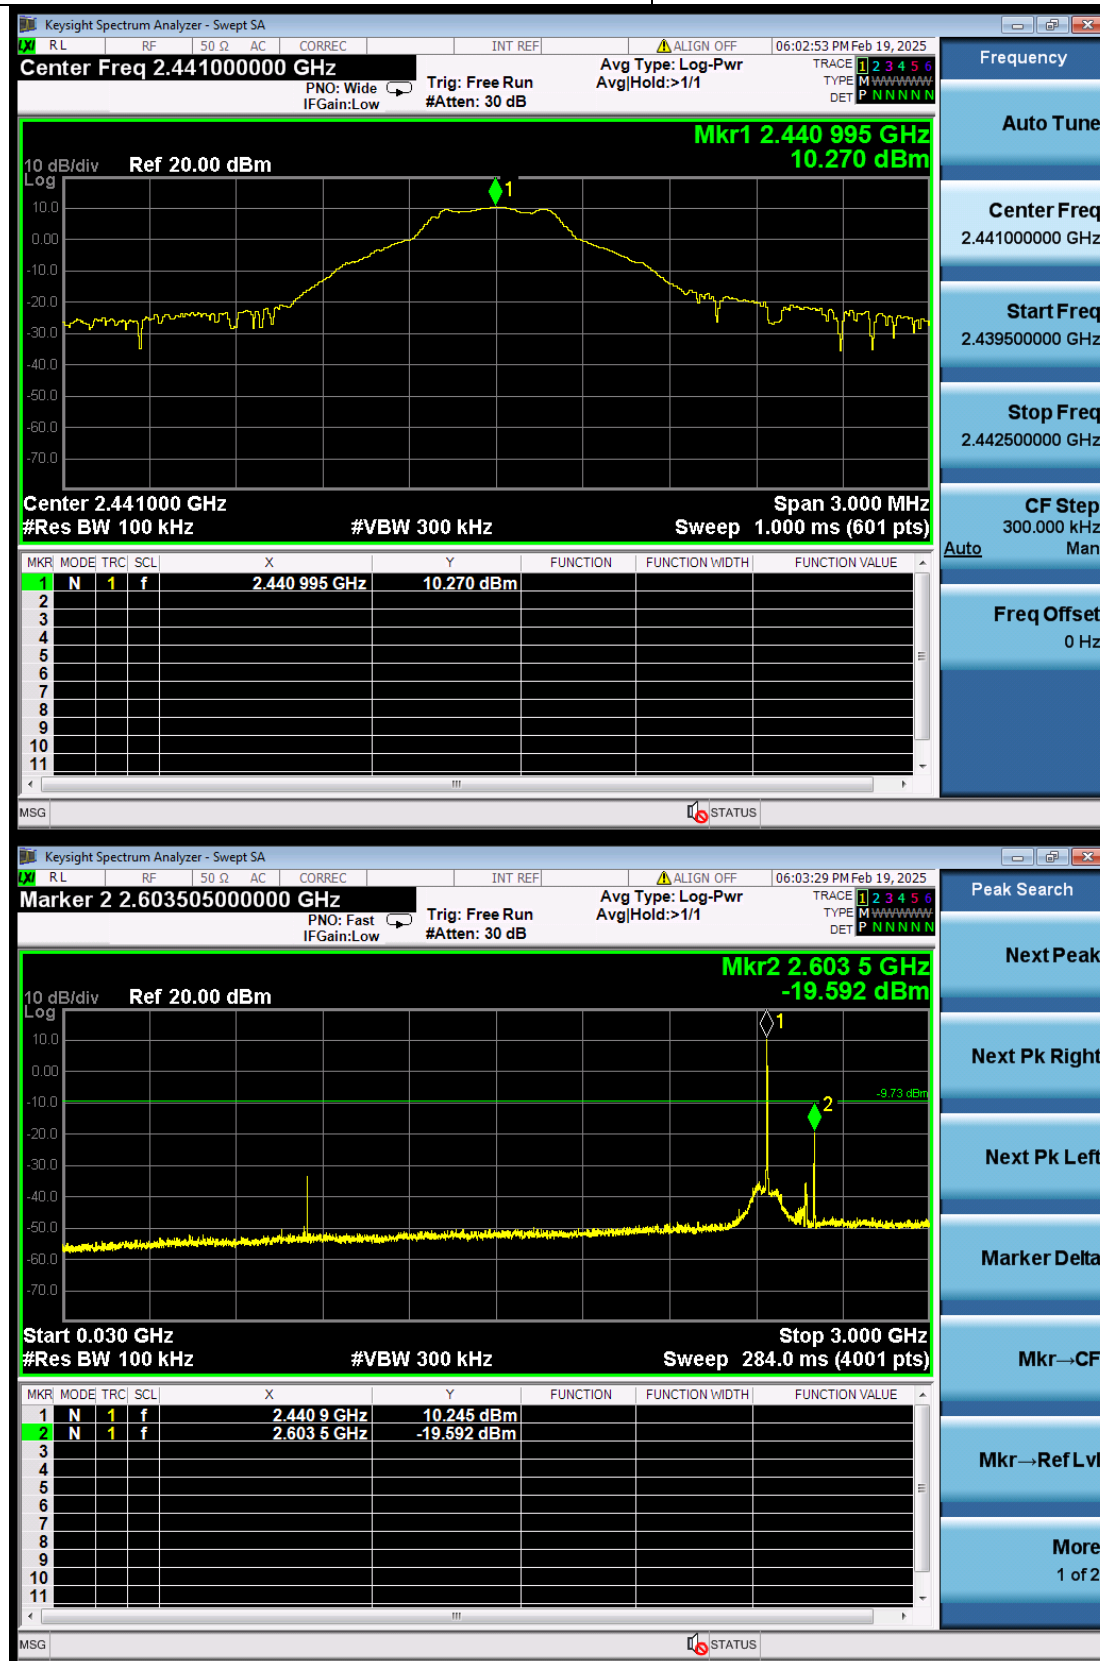 Keysight Spectrum Analyzer - Swept SA
LXI RL RF 50 Ω AC CORREC INT REF ALIGN OFF 06:02:53 PM Feb 19, 2025
Center Freq 2.441000000 GHz
PNO: Wide
IFGain:Low
Trig: Free Run
#Atten: 30 dB
Avg Type: Log-Pwr
Avg|Hold:>1/1
TRACE 1 2 3 4 5 6
TYPE M WWWWW
DET P N N N N N
Mkr1 2.440 995 GHz
10.270 dBm
10 dB/div Ref 20.00 dBm
Log
1
10.0
0.00
-10.0
-20.0
-30.0
-40.0
-50.0
-60.0
-70.0
Center 2.441000 GHz Span 3.000 MHz
#Res BW 100 kHz #VBW 300 kHz Sweep 1.000 ms (601 pts)
MKR MODE TRC SCL X Y FUNCTION FUNCTION WIDTH FUNCTION VALUE
1 N 1 f 2.440 995 GHz 10.270 dBm
2
3
4
5
6
7
8
9
10
11
MSG STATUS
Frequency
Auto Tune
Center Freq
2.441000000 GHz
Start Freq
2.439500000 GHz
Stop Freq
2.442500000 GHz
CF Step
300.000 kHz
Auto Man
Freq Offset
0 Hz
Keysight Spectrum Analyzer - Swept SA
LXI RL RF 50 Ω AC CORREC INT REF ALIGN OFF 06:03:29 PM Feb 19, 2025
Marker 2 2.603505000000 GHz
PNO: Fast
IFGain:Low
Trig: Free Run
#Atten: 30 dB
Avg Type: Log-Pwr
Avg|Hold:>1/1
TRACE 1 2 3 4 5 6
TYPE M WWWWW
DET P N N N N N
Mkr2 2.603 5 GHz
-19.592 dBm
10 dB/div Ref 20.00 dBm
Log
1
10.0
0.00
-9.73 dBm
-10.0
2
-20.0
-30.0
-40.0
-50.0
-60.0
-70.0
Start 0.030 GHz Stop 3.000 GHz
#Res BW 100 kHz #VBW 300 kHz Sweep 284.0 ms (4001 pts)
MKR MODE TRC SCL X Y FUNCTION FUNCTION WIDTH FUNCTION VALUE
1 N 1 f 2.440 9 GHz 10.245 dBm
2 N 1 f 2.603 5 GHz -19.592 dBm
3
4
5
6
7
8
9
10
11
MSG STATUS
Peak Search
Next Peak
Next Pk Right
Next Pk Left
Marker Delta
Mkr→CF
Mkr→Ref Lvl
More
1 of 2